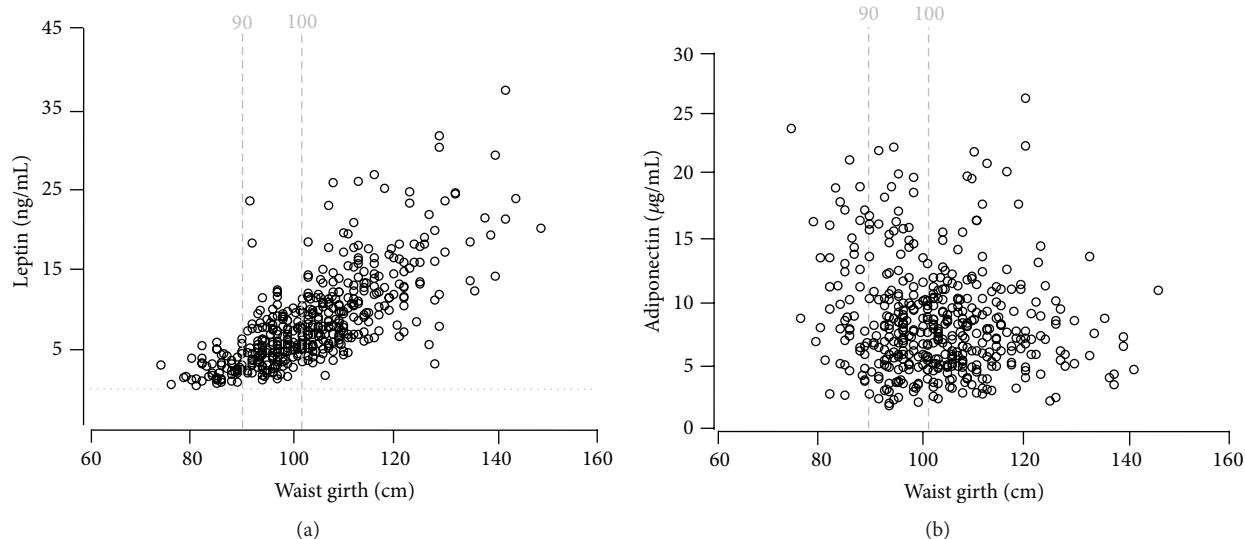 90 100
45
35
25
15
5
Leptin (ng/mL)
60 80 100 120 140 160
Waist girth (cm)
(a)
90 100
30
25
20
15
10
5
0
Adiponectin (μg/mL)
60 80 100 120 140 160
Waist girth (cm)
(b)